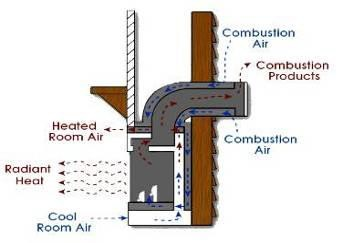 Combustion
Air
Combustion
Products
Heated
Room Air
Combustion
Air
Radiant
Heat
Cool
Room Air